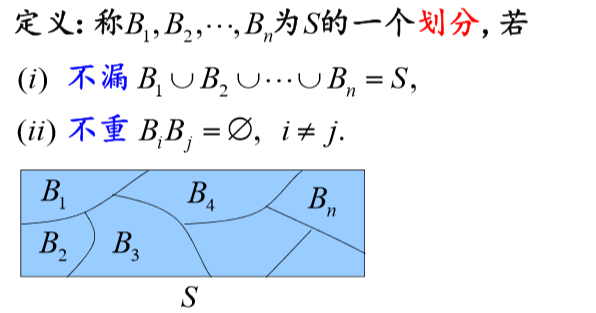 定义: 称B₁, B₂, ⋯, Bₙ为S的一个划分, 若
(i) 不漏 B₁ ∪ B₂ ∪ ⋯ ∪ Bₙ = S,
(ii) 不重 BᵢBⱼ = ∅, i ≠ j.
B₁ B₄ Bₙ
B₂ B₃
S